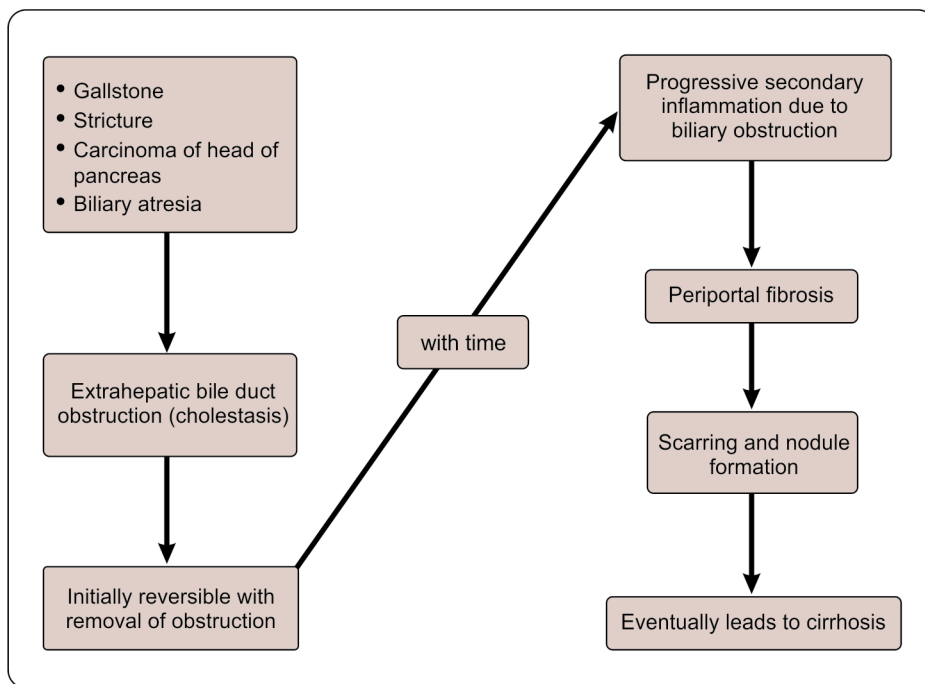 • Gallstone
• Stricture
• Carcinoma of head of
pancreas
• Biliary atresia
Extrahepatic bile duct
obstruction (cholestasis)
Initially reversible with
removal of obstruction
with time
Progressive secondary
inflammation due to
biliary obstruction
Periportal fibrosis
Scarring and nodule
formation
Eventually leads to cirrhosis